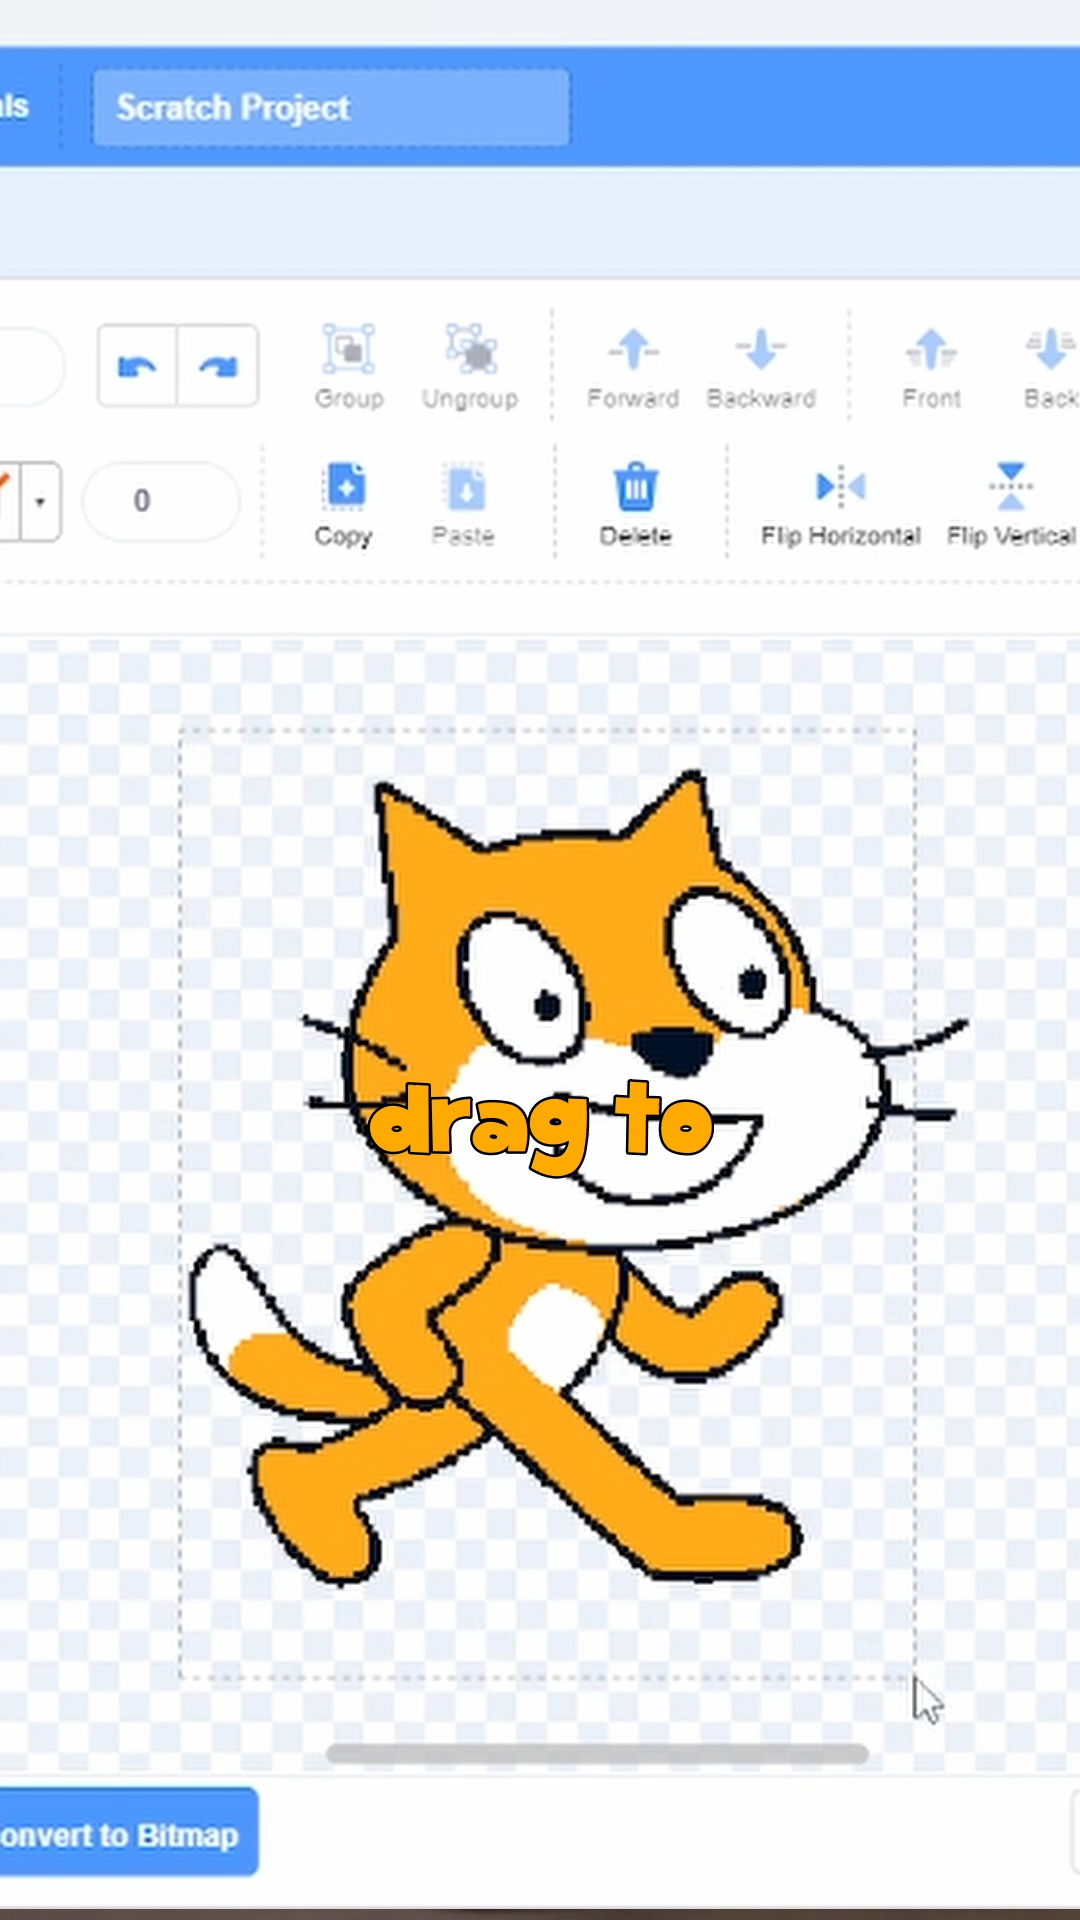 als
Scratch Project
Group Ungroup Forward Backward Front Back
0 Copy Paste Delete Flip Horizontal Flip Vertical
drag to
onvert to Bitmap